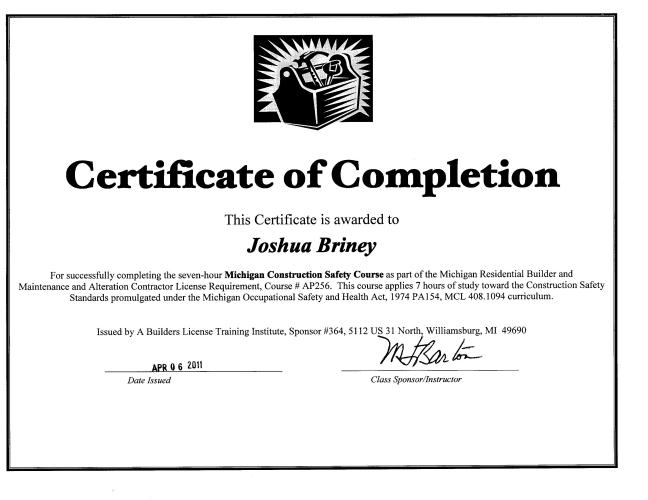 Certificate of Completion
This Certificate is awarded to
Joshua Briney
For successfully completing the seven-hour Michigan Construction Safety Course as part of the Michigan Residential Builder and
Maintenance and Alteration Contractor License Requirement, Course # AP256. This course applies 7 hours of study toward the Construction Safety
Standards promulgated under the Michigan Occupational Safety and Health Act, 1974 PA154, MCL 408.1094 curriculum.
Issued by A Builders License Training Institute, Sponsor #364, 5112 US 31 North, Williamsburg, MI 49690
M Barton
APR 06 2011
Date Issued
Class Sponsor/Instructor